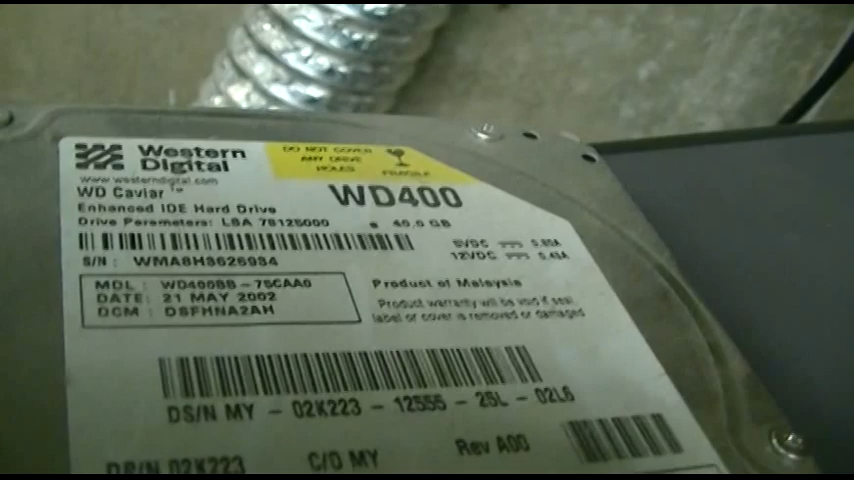 Western
Digital
www.westerndigital.com
DO NOT COVER
ANY DRIVE
HOLES
FRAGILE
WD Caviar™
WD400
Enhanced IDE Hard Drive
Drive Parameters: LBA 78125000 • 40.0 GB
S/N: WMA8H3626934
5VDC 0.65A
12VDC 0.43A
MDL: WD400BB-75CAA0
DATE: 21 MAY 2002
DCM: DSFHNA2AH
Product of Malaysia
Product warranty will be void if seal,
label or cover is removed or damaged
DS/N MY - 02K223 - 12555 - 25L - 02L6
DP/N 02K223 C/O MY Rev A00